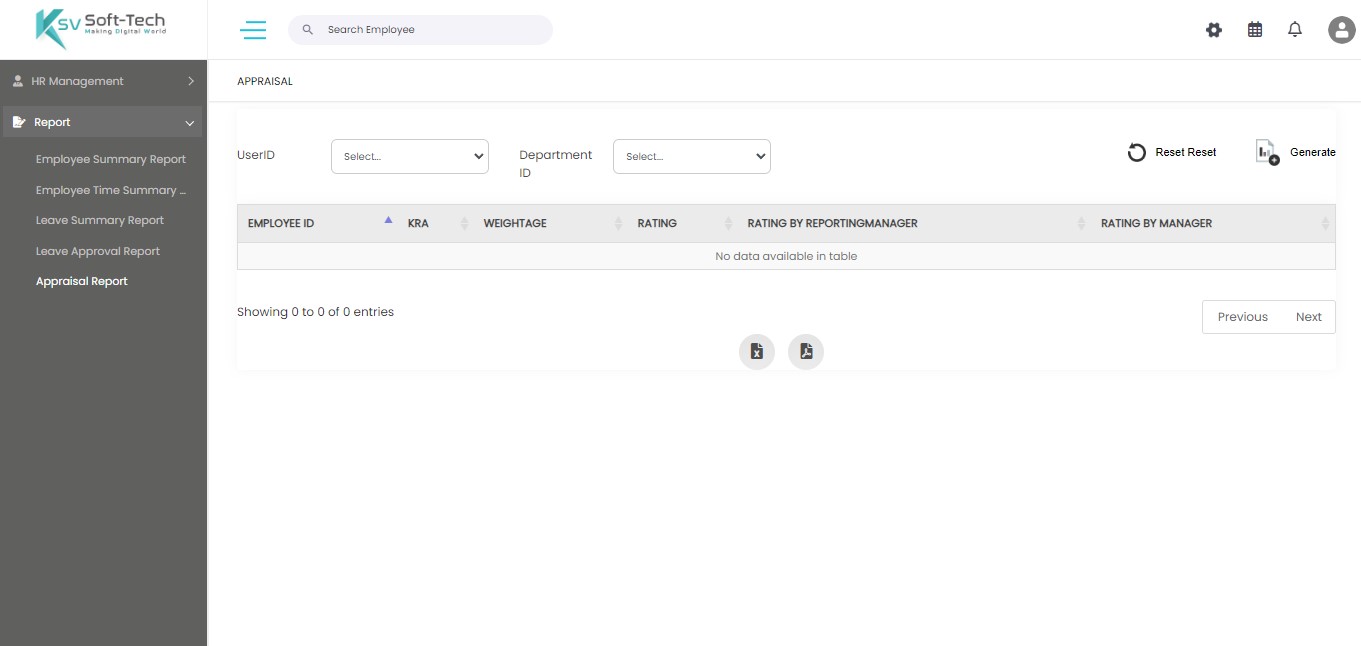 KSV Soft-Tech
Making Digital World
Search Employee
HR Management
APPRAISAL
Report
Employee Summary Report
Employee Time Summary ...
Leave Summary Report
Leave Approval Report
Appraisal Report
UserID
Select...
Department
ID
Select...
Reset Reset
Generate
EMPLOYEE ID KRA WEIGHTAGE RATING RATING BY REPORTINGMANAGER RATING BY MANAGER
No data available in table
Showing 0 to 0 of 0 entries
Previous Next